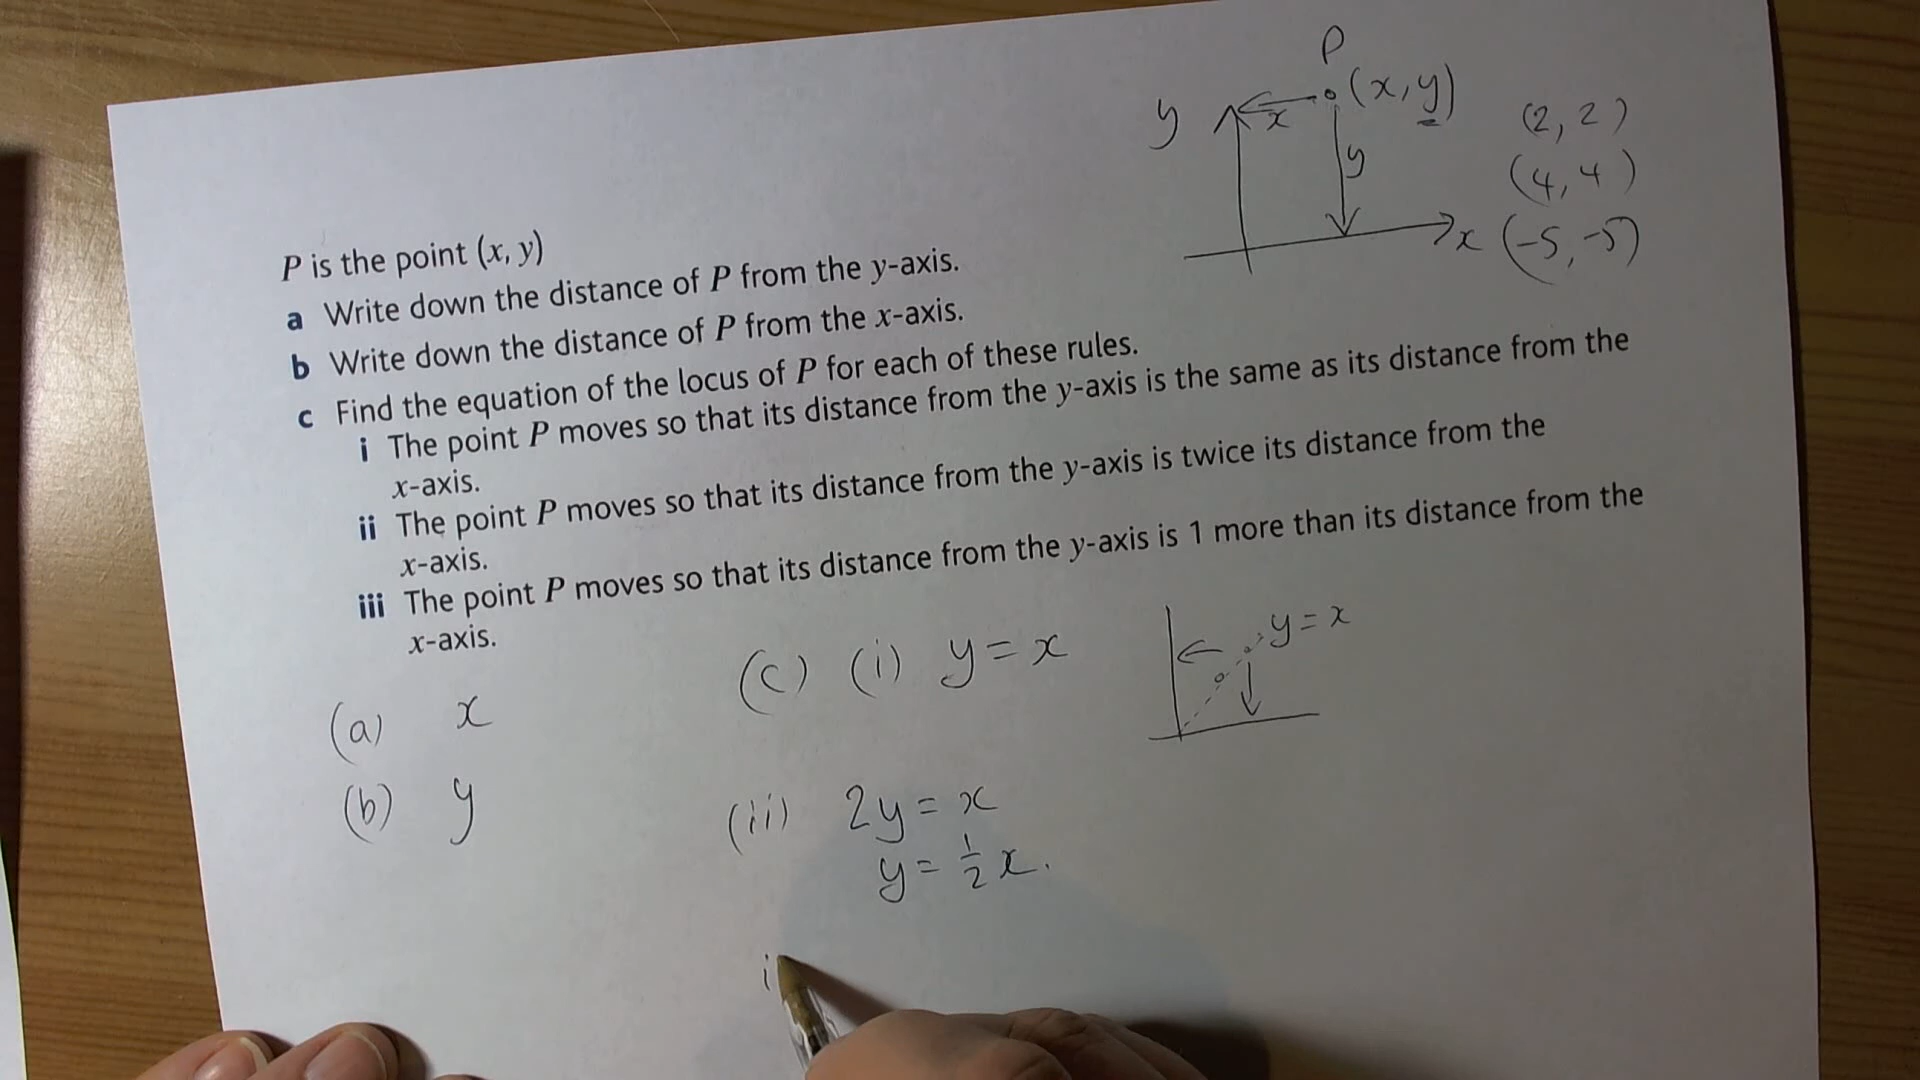 P
y x (x, y) (2, 2)
y (4, 4)
x (-5, -5)
P is the point (x, y)
a Write down the distance of P from the y-axis.
b Write down the distance of P from the x-axis.
c Find the equation of the locus of P for each of these rules.
i The point P moves so that its distance from the y-axis is the same as its distance from the
x-axis.
ii The point P moves so that its distance from the y-axis is twice its distance from the
x-axis.
iii The point P moves so that its distance from the y-axis is 1 more than its distance from the
x-axis.
(a) x
(b) y
(c) (i) y = x
y = x
(ii) 2y = x
y = 1/2 x.
i